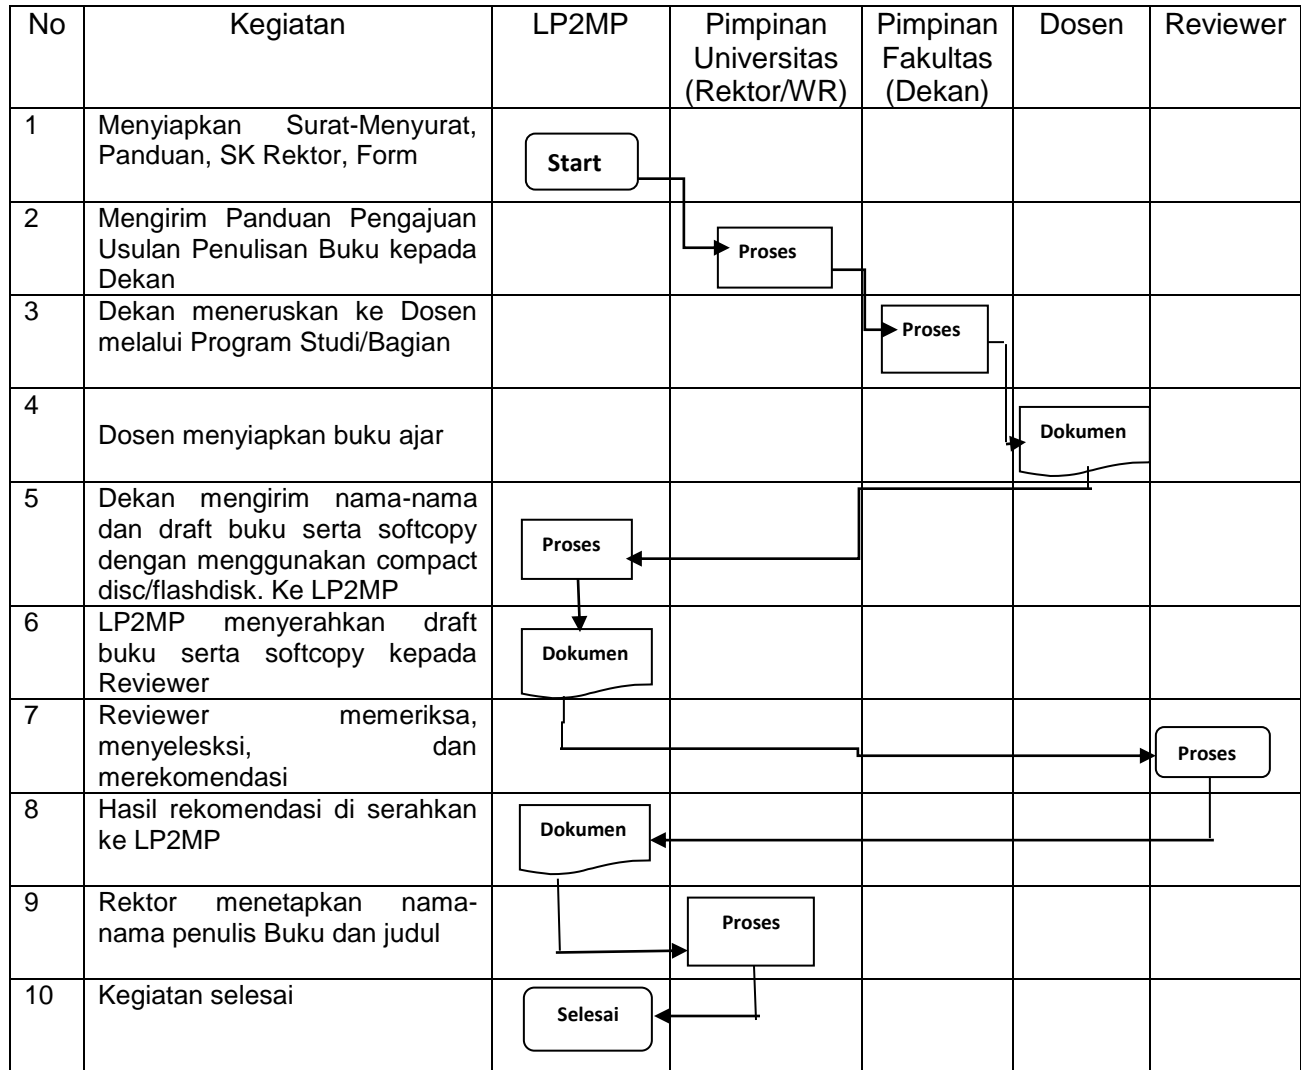 No Kegiatan LP2MP Pimpinan Pimpinan Dosen Reviewer
Universitas Fakultas
(Rektor/WR) (Dekan)
1 Menyiapkan Surat-Menyurat,
Panduan, SK Rektor, Form
Start
2 Mengirim Panduan Pengajuan
Usulan Penulisan Buku kepada
Dekan
Proses
3 Dekan meneruskan ke Dosen
melalui Program Studi/Bagian
Proses
4
Dosen menyiapkan buku ajar
Dokumen
5 Dekan mengirim nama-nama
dan draft buku serta softcopy
dengan menggunakan compact
disc/flashdisk. Ke LP2MP
Proses
6 LP2MP menyerahkan draft
buku serta softcopy kepada
Reviewer
Dokumen
7 Reviewer memeriksa,
menyelesksi, dan
merekomendasi
Proses
8 Hasil rekomendasi di serahkan
ke LP2MP
Dokumen
9 Rektor menetapkan nama-
nama penulis Buku dan judul
Proses
10 Kegiatan selesai
Selesai